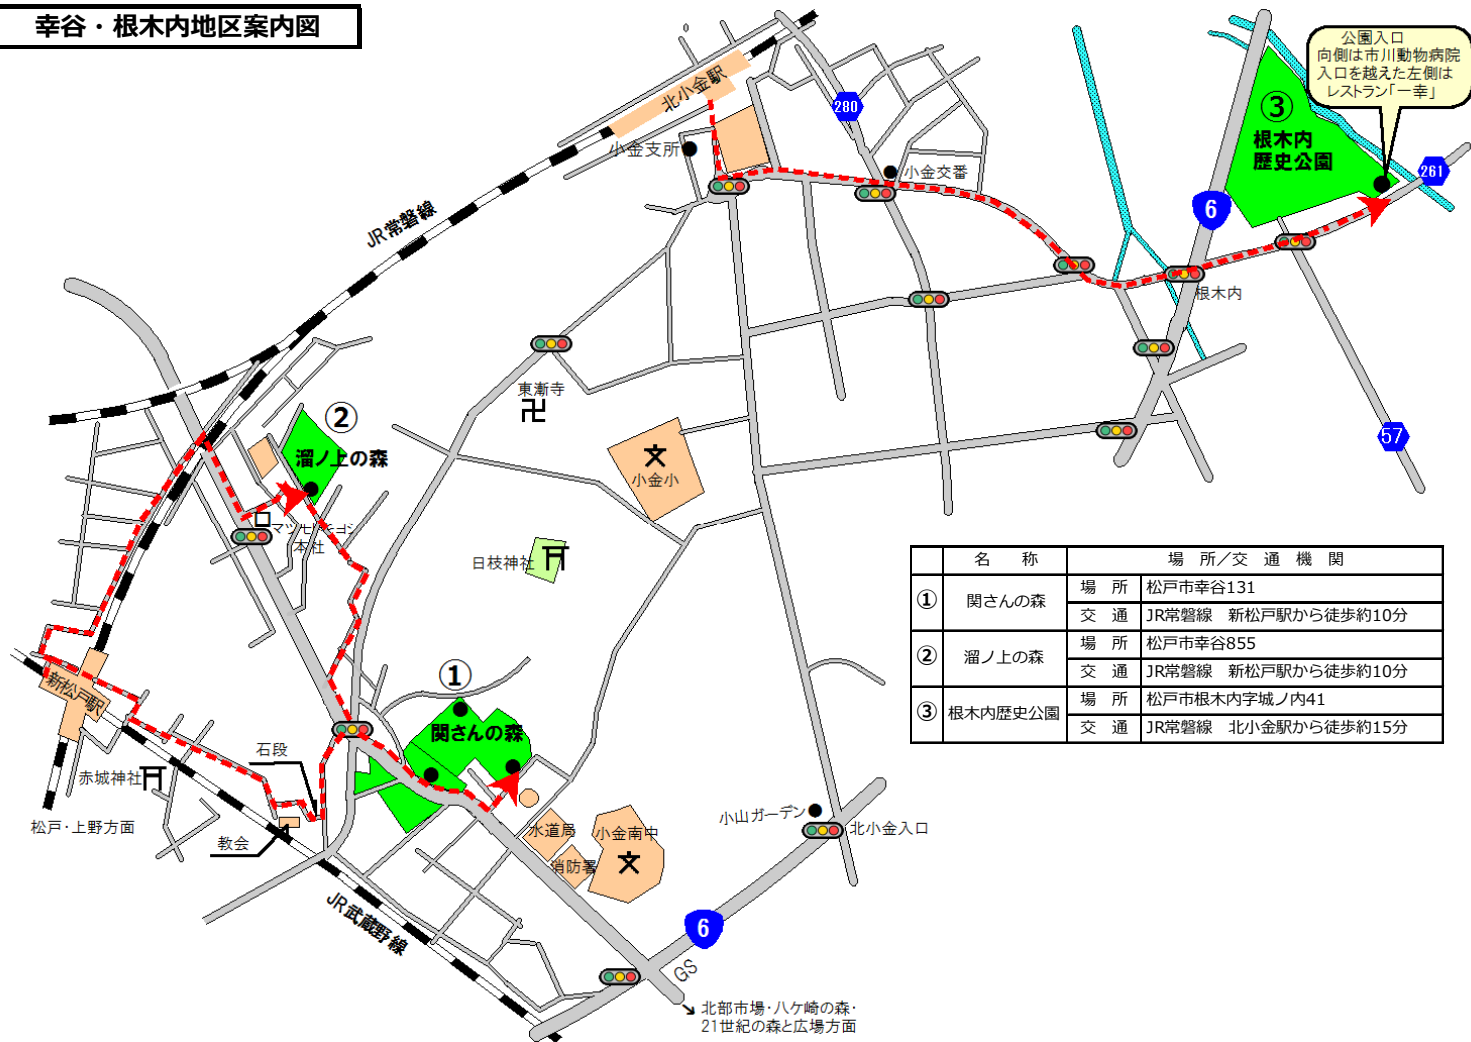 幸谷・根木内地区案内図
公園入口
向側は市川動物病院
入口を越えた左側は
レストラン「一幸」
北小金駅
280
③
根木内
歴史公園
小金支所
小金交番
261
6
JR常磐線
根木内
東漸寺
②
溜ノ上の森
57
小金小
マツモトキヨシ
本社
日枝神社
①
関さんの森
新松戸駅
石段
赤城神社
松戸・上野方面
教会
水道局
小金南中
消防署
小山ガーデン
北小金入口
JR武蔵野線
6
GS
北部市場・八ケ崎の森・
21世紀の森と広場方面
名　称　場　所／交　通　機　関
① 関さんの森 場　所 松戸市幸谷131
交　通 JR常磐線　新松戸駅から徒歩約10分
② 溜ノ上の森 場　所 松戸市幸谷855
交　通 JR常磐線　新松戸駅から徒歩約10分
③ 根木内歴史公園 場　所 松戸市根木内字城ノ内41
交　通 JR常磐線　北小金駅から徒歩約15分